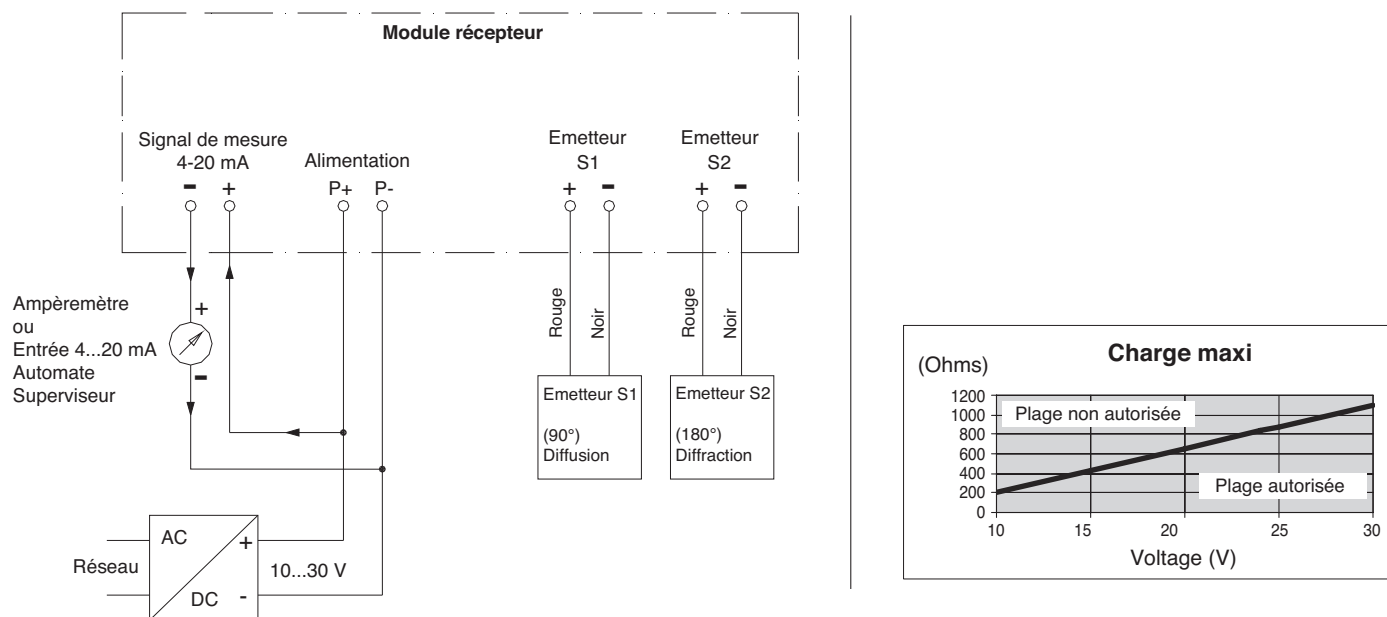 Module récepteur
Signal de mesure
4-20 mA
Alimentation
Emetteur
S1
Emetteur
S2
- +
P+ P-
+ -
+ -
Ampèremètre
ou
Entrée 4...20 mA
Automate
Superviseur
+
-
Rouge
Noir
Rouge
Noir
Emetteur S1
(90°)
Diffusion
Emetteur S2
(180°)
Diffraction
Réseau
AC
DC
+
-
10...30 V
Charge maxi
(Ohms)
1200
1000
800
600
400
200
0
Plage non autorisée
Plage autorisée
10 15 20 25 30
Voltage (V)